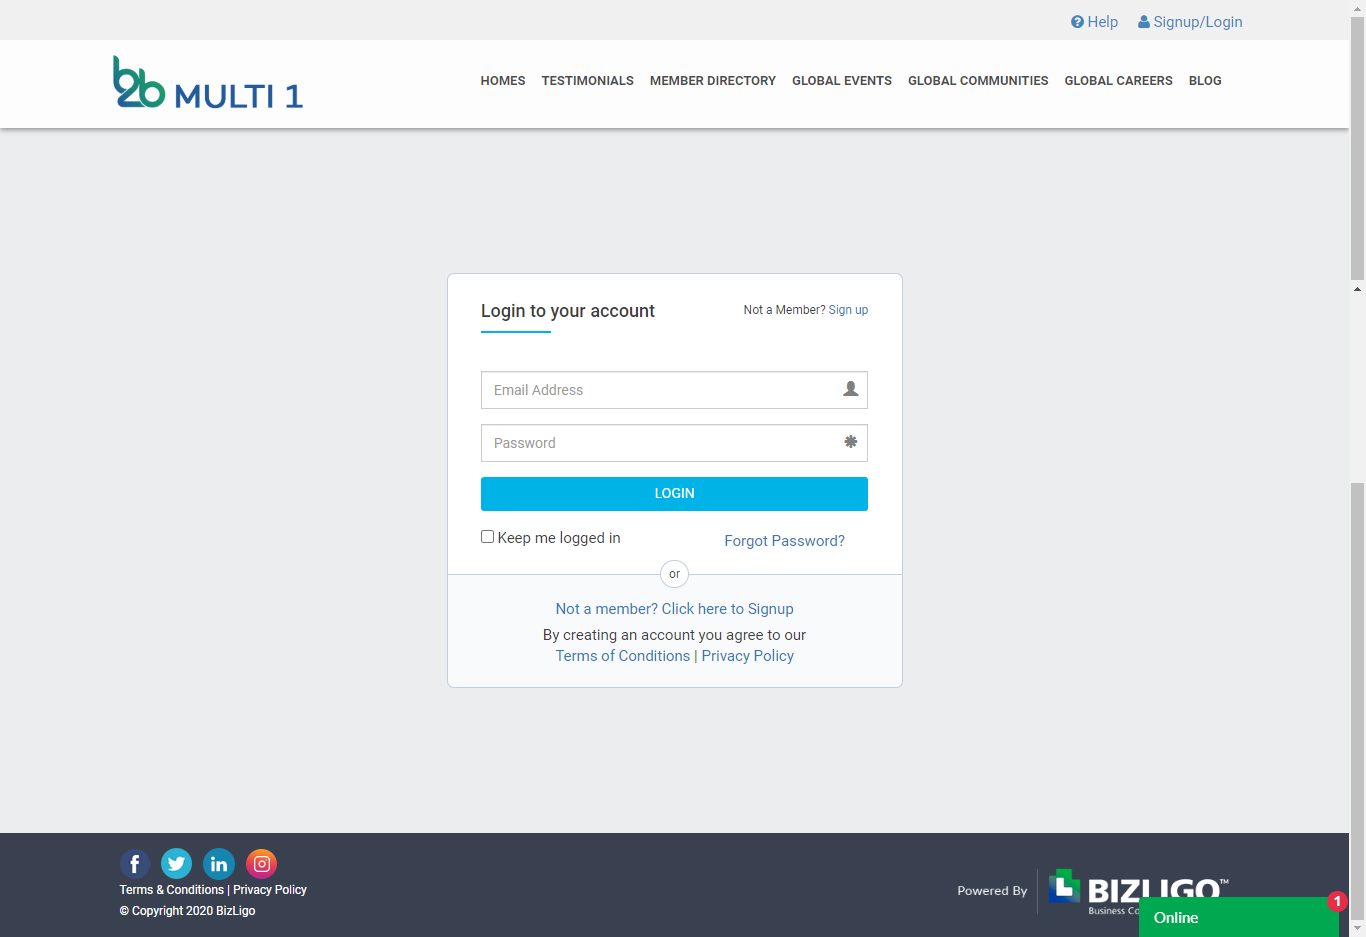 Help Signup/Login
b2b MULTI 1
HOMES TESTIMONIALS MEMBER DIRECTORY GLOBAL EVENTS GLOBAL COMMUNITIES GLOBAL CAREERS BLOG
Login to your account
Not a Member? Sign up
Email Address
Password
LOGIN
Keep me logged in
Forgot Password?
or
Not a member? Click here to Signup
By creating an account you agree to our
Terms of Conditions | Privacy Policy
Terms & Conditions | Privacy Policy
© Copyright 2020 BizLigo
Powered By
BIZLIGO™
Business
Online
1